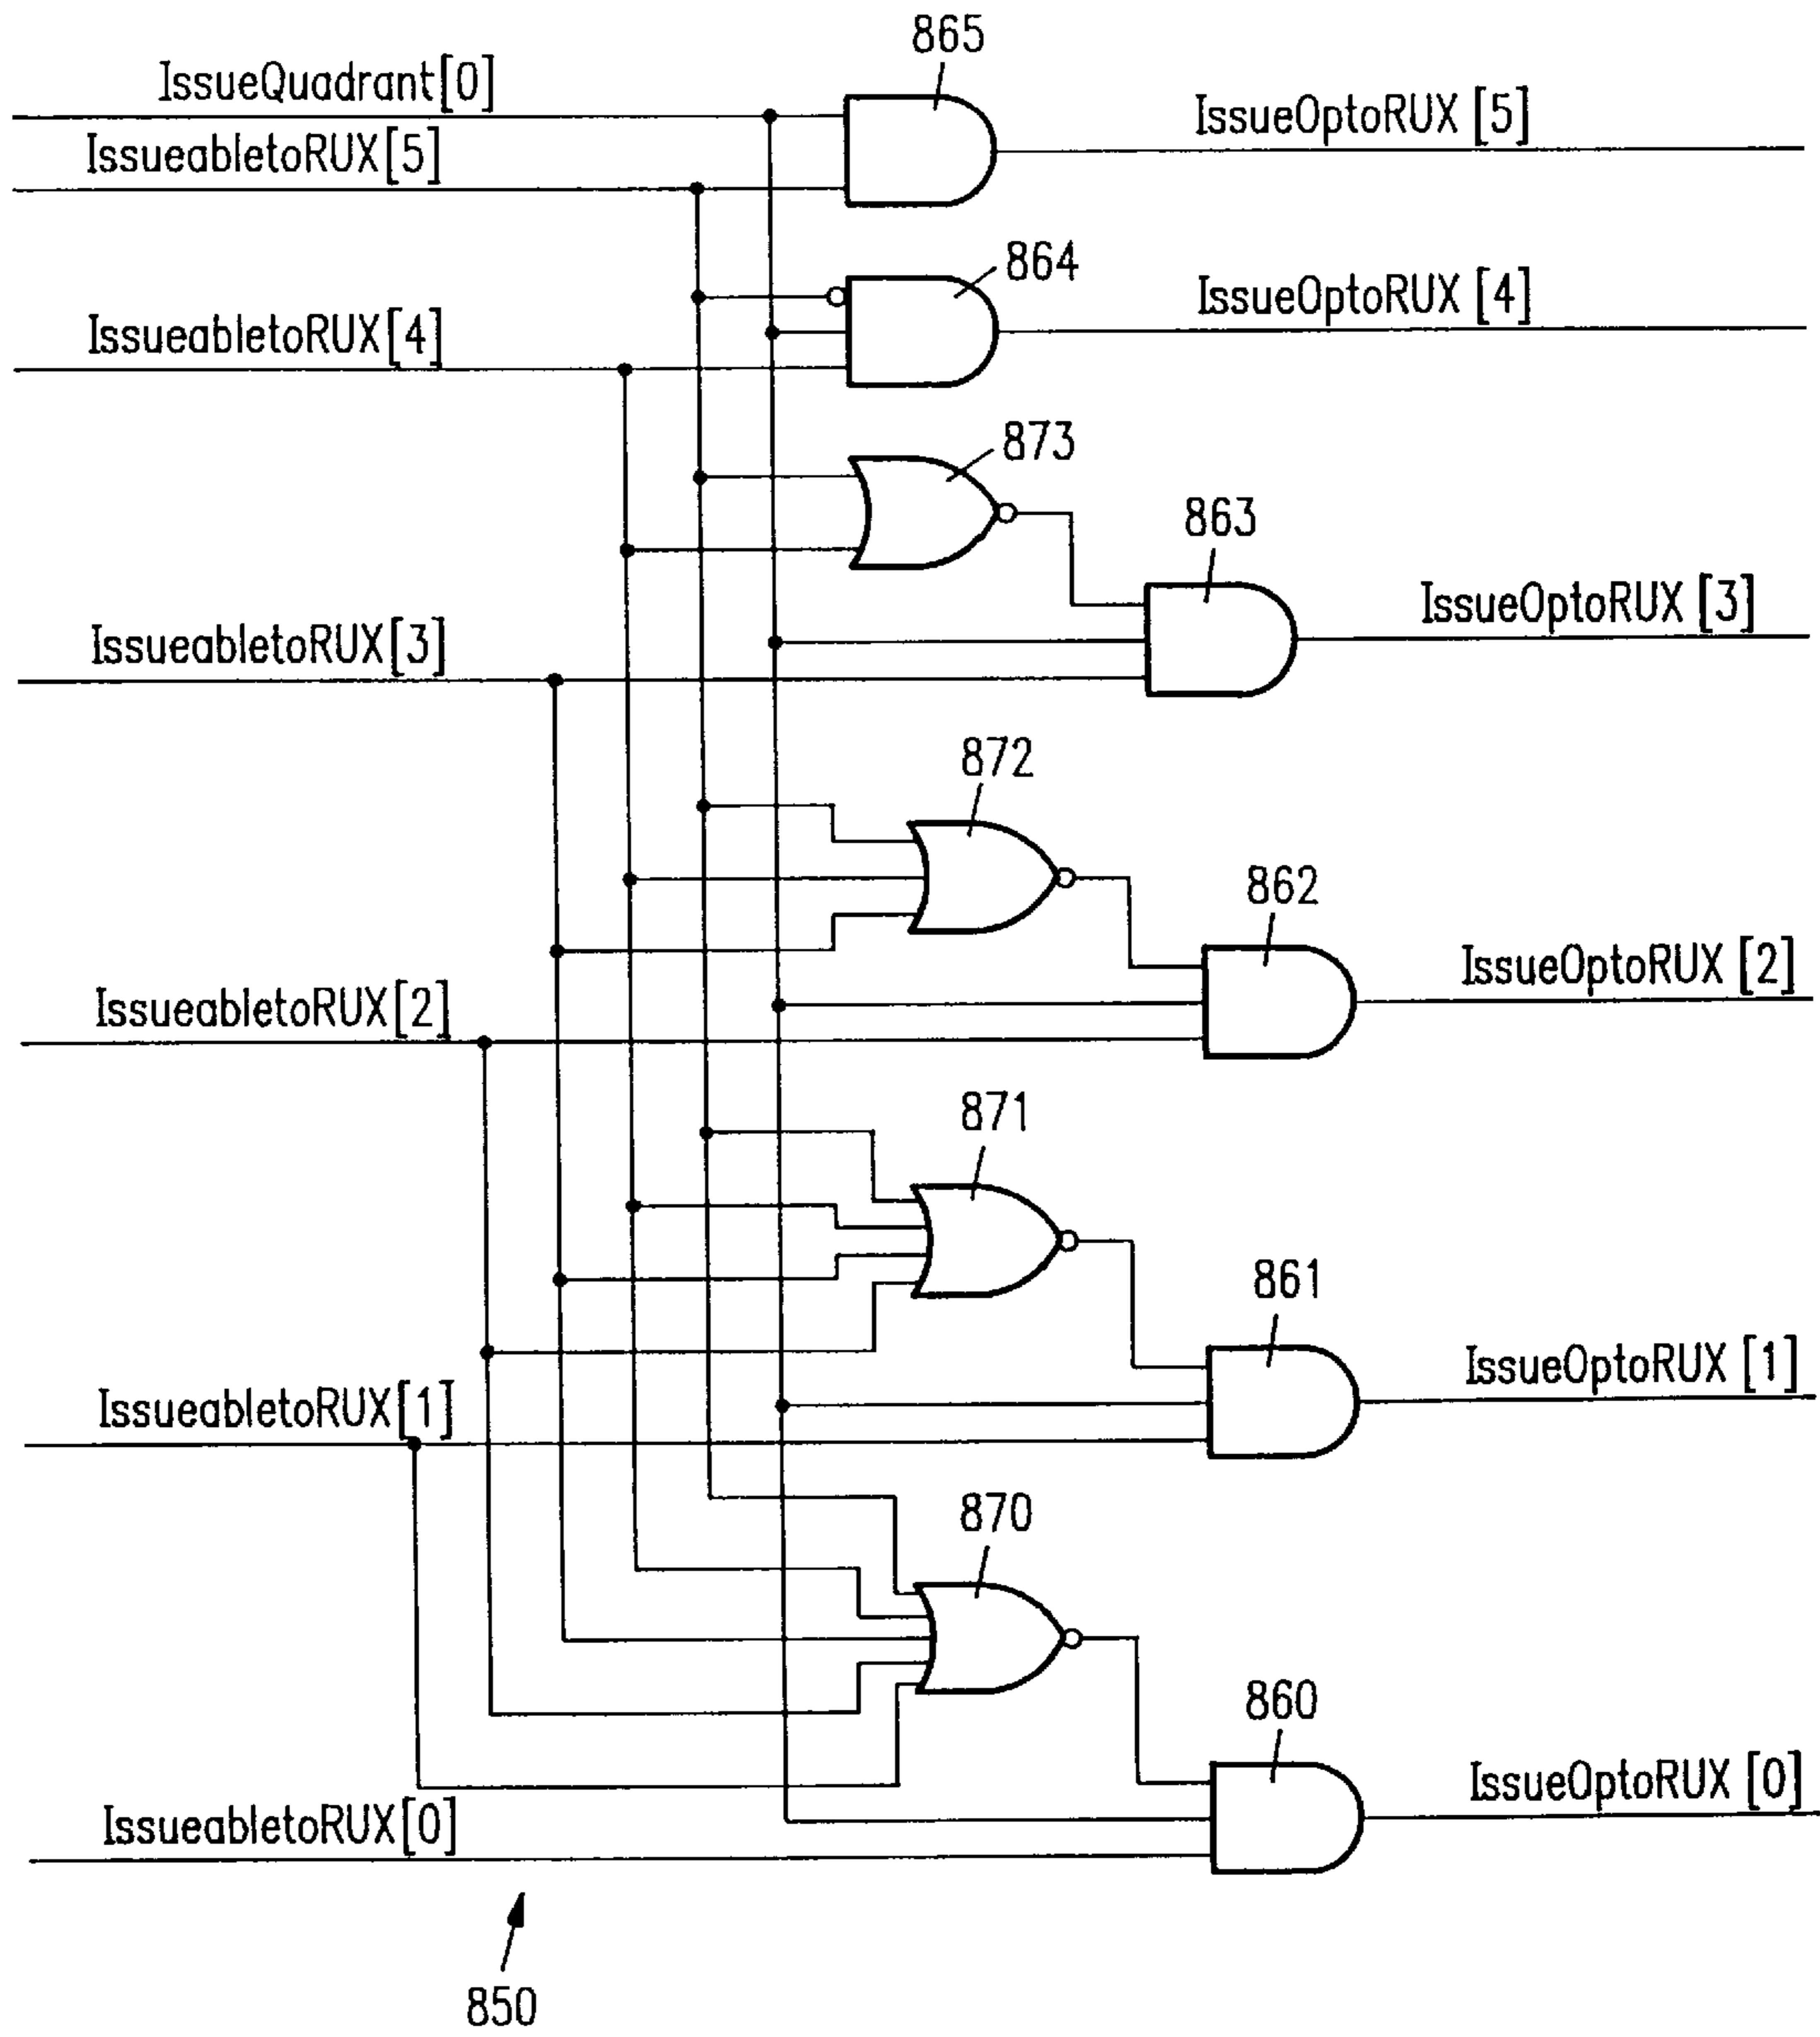 865
IssueQuadrant[0]
IssueOptoRUX [5]
IssueabletoRUX[5]
864
IssueOptoRUX [4]
IssueabletoRUX[4]
873
863
IssueOptoRUX [3]
IssueabletoRUX[3]
872
862
IssueOptoRUX [2]
IssueabletoRUX[2]
871
861
IssueOptoRUX [1]
IssueabletoRUX[1]
870
860
IssueOptoRUX [0]
IssueabletoRUX[0]
850